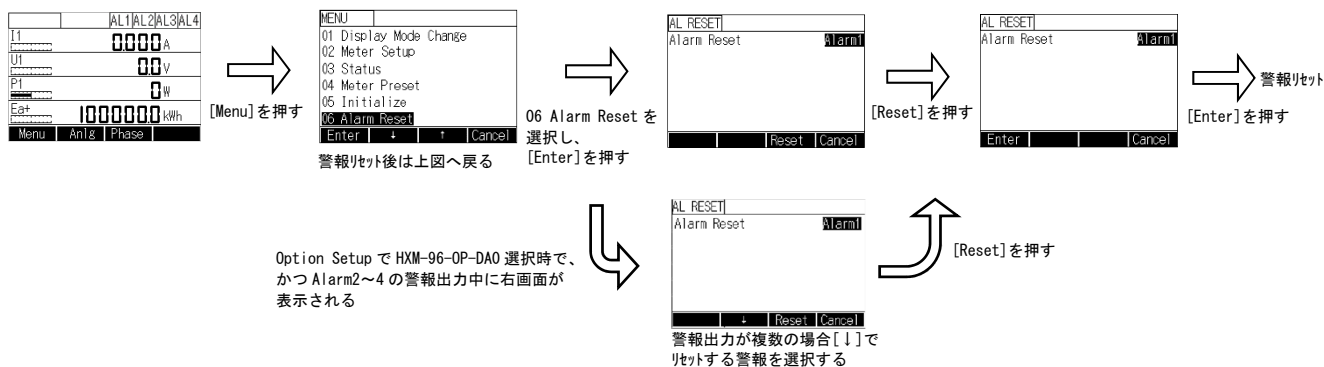 AL1 AL2 AL3 AL4
I1 0.000 A
U1 0.0 V
P1 0 W
Ea+ 1000000.0 kWh
Menu Anlg Phase
[Menu]を押す
MENU
01 Display Mode Change
02 Meter Setup
03 Status
04 Meter Preset
05 Initialize
06 Alarm Reset
Enter ↓ ↑ Cancel
警報ﾘｾｯﾄ後は上図へ戻る
06 Alarm Reset を
選択し、
[Enter]を押す
AL RESET
Alarm Reset Alarm1
Reset Cancel
[Reset]を押す
AL RESET
Alarm Reset Alarm1
Enter Cancel
[Enter]を押す
警報ﾘｾｯﾄ
Option Setup で HXM-96-OP-DAO 選択時で、
かつ Alarm2～4 の警報出力中に右画面が
表示される
AL RESET
Alarm Reset Alarm1
↓ Reset Cancel
警報出力が複数の場合[↓]で
ﾘｾｯﾄする警報を選択する
[Reset]を押す